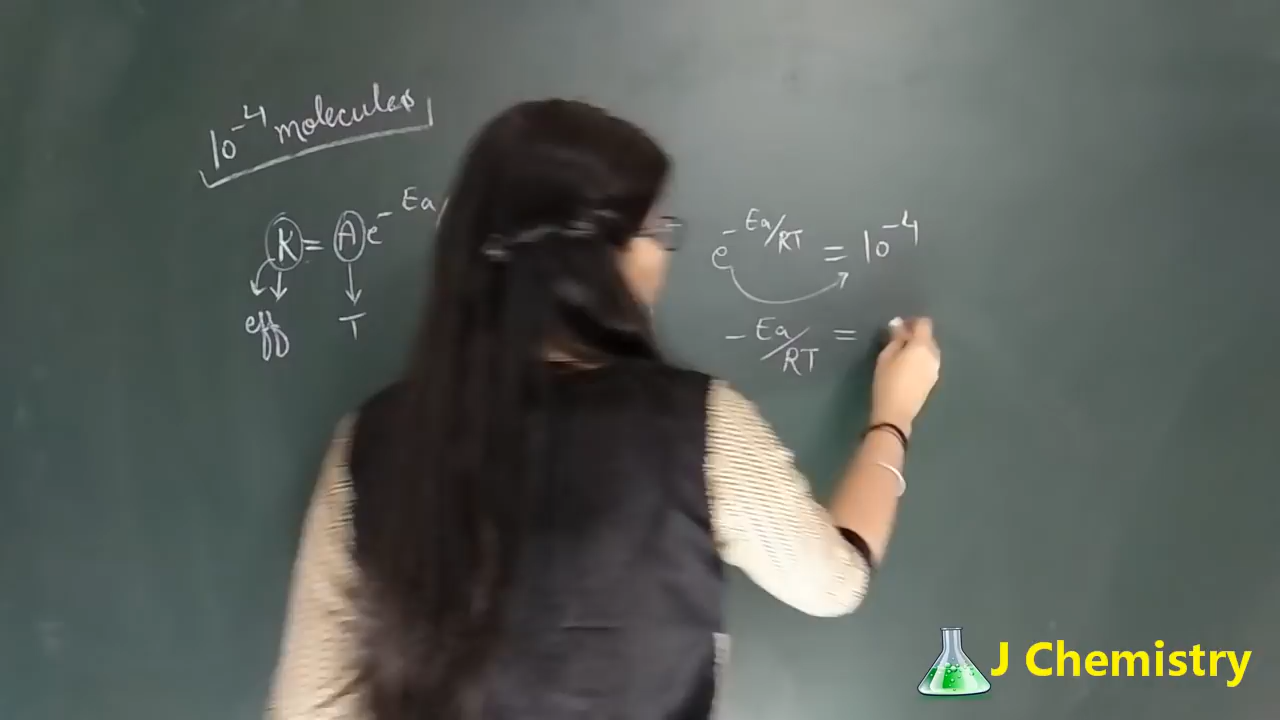 10⁻⁴ molecules
K = A e⁻ Ea
eff T
e⁻ Ea/RT = 10⁻⁴
- Ea/RT =
J Chemistry